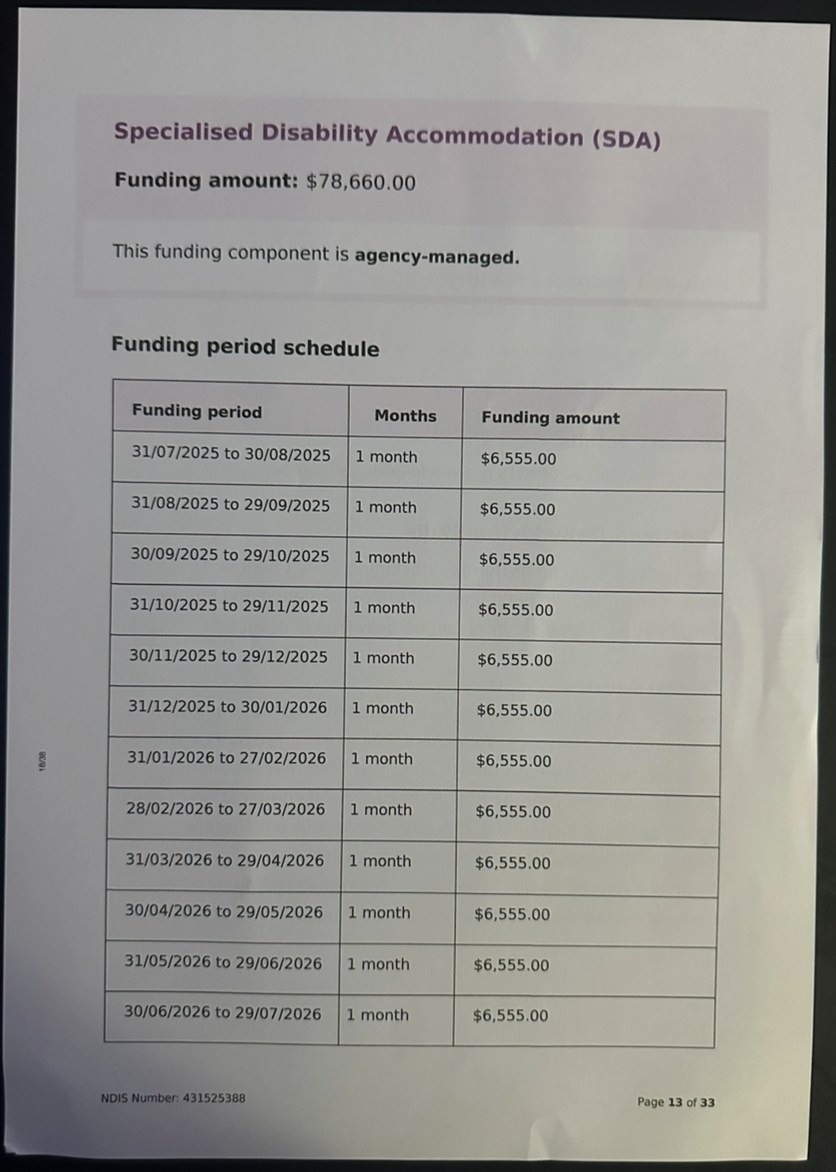 Specialised Disability Accommodation (SDA)
Funding amount: $78,660.00
This funding component is agency-managed.
Funding period schedule
Funding period Months Funding amount
31/07/2025 to 30/08/2025 1 month $6,555.00
31/08/2025 to 29/09/2025 1 month $6,555.00
30/09/2025 to 29/10/2025 1 month $6,555.00
31/10/2025 to 29/11/2025 1 month $6,555.00
30/11/2025 to 29/12/2025 1 month $6,555.00
31/12/2025 to 30/01/2026 1 month $6,555.00
31/01/2026 to 27/02/2026 1 month $6,555.00
28/02/2026 to 27/03/2026 1 month $6,555.00
31/03/2026 to 29/04/2026 1 month $6,555.00
30/04/2026 to 29/05/2026 1 month $6,555.00
31/05/2026 to 29/06/2026 1 month $6,555.00
30/06/2026 to 29/07/2026 1 month $6,555.00
18/38
NDIS Number: 431525388 Page 13 of 33